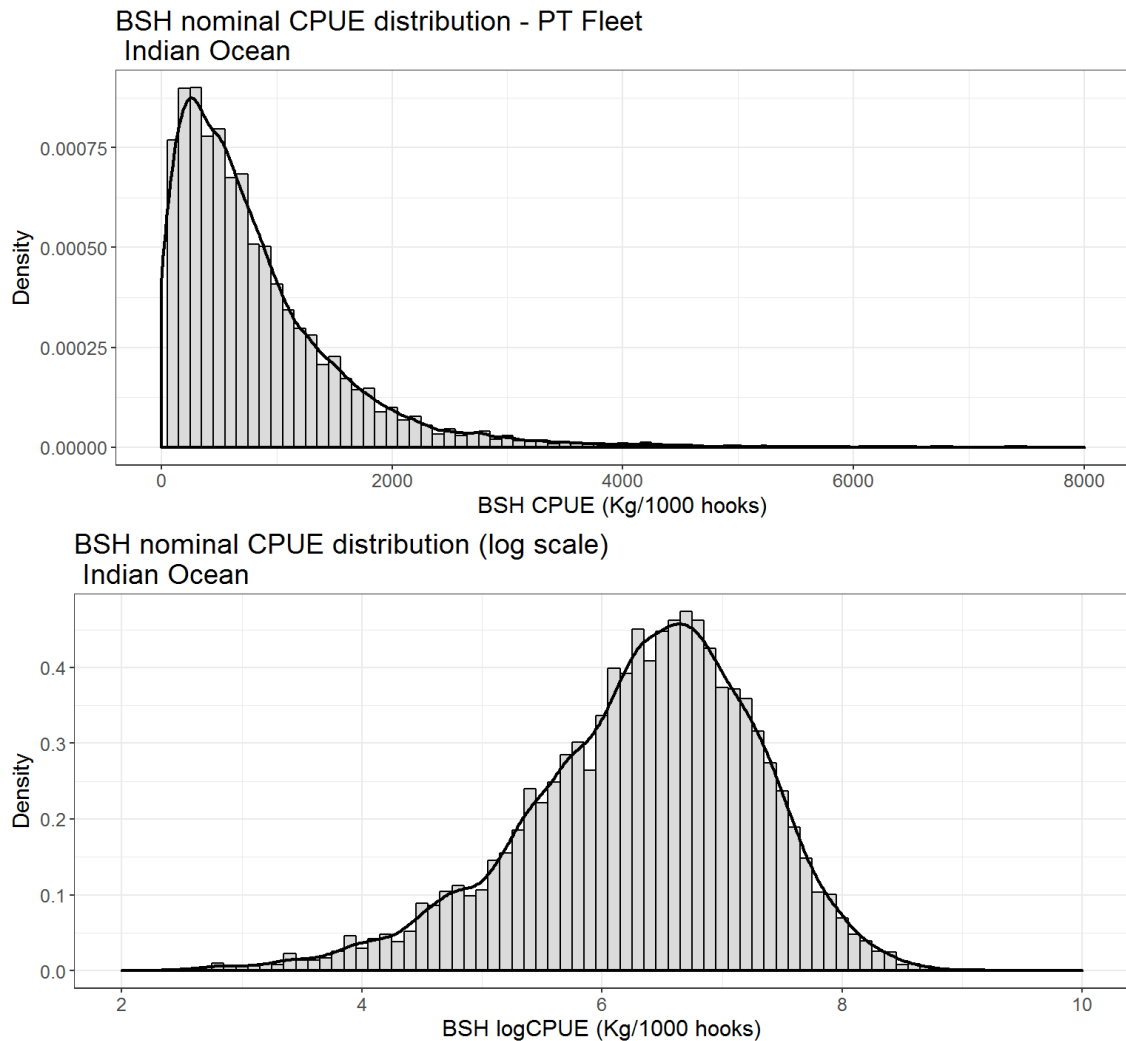 BSH nominal CPUE distribution - PT Fleet
Indian Ocean
Density
0.00075
0.00050
0.00025
0.00000
0 2000 4000 6000 8000
BSH CPUE (Kg/1000 hooks)
BSH nominal CPUE distribution (log scale)
Indian Ocean
Density
0.4
0.3
0.2
0.1
0.0
2 4 6 8 10
BSH logCPUE (Kg/1000 hooks)